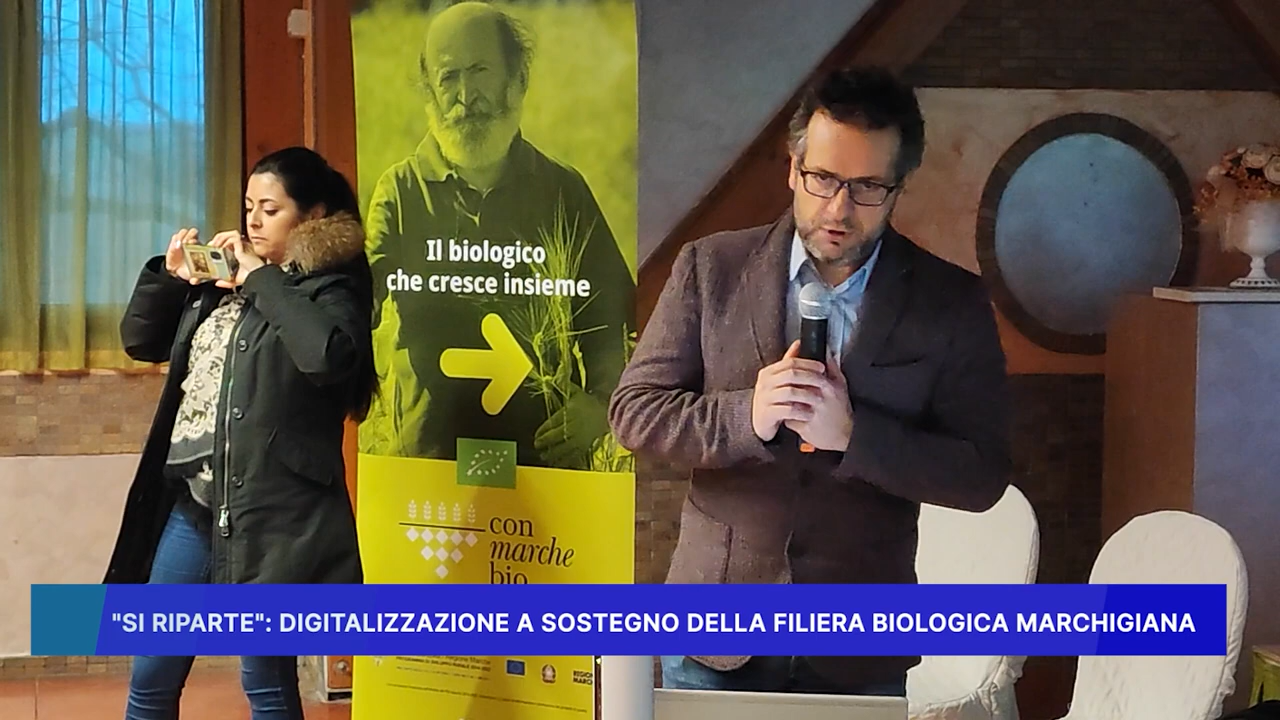 Il biologico
che cresce insieme
con
marche
bio
"SI RIPARTE": DIGITALIZZAZIONE A SOSTEGNO DELLA FILIERA BIOLOGICA MARCHIGIANA